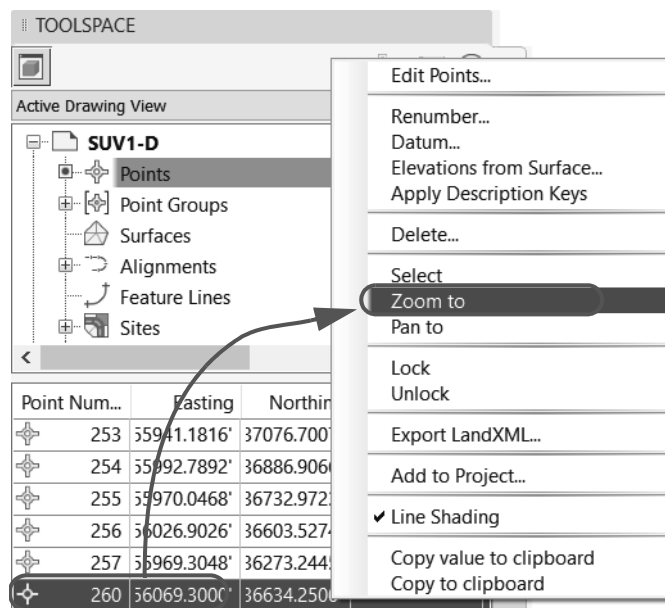 TOOLSPACE
Active Drawing View
SUV1-D
Points
Point Groups
Surfaces
Alignments
Feature Lines
Sites
Point Num... Easting
253
254
255
256
257
260
Edit Points...
Renumber...
Datum...
Elevations from Surface...
Apply Description Keys
Delete...
Select
Zoom to
Pan to
Lock
Unlock
Export LandXML...
Add to Project...
Line Shading
Copy value to clipboard
Copy to clipboard